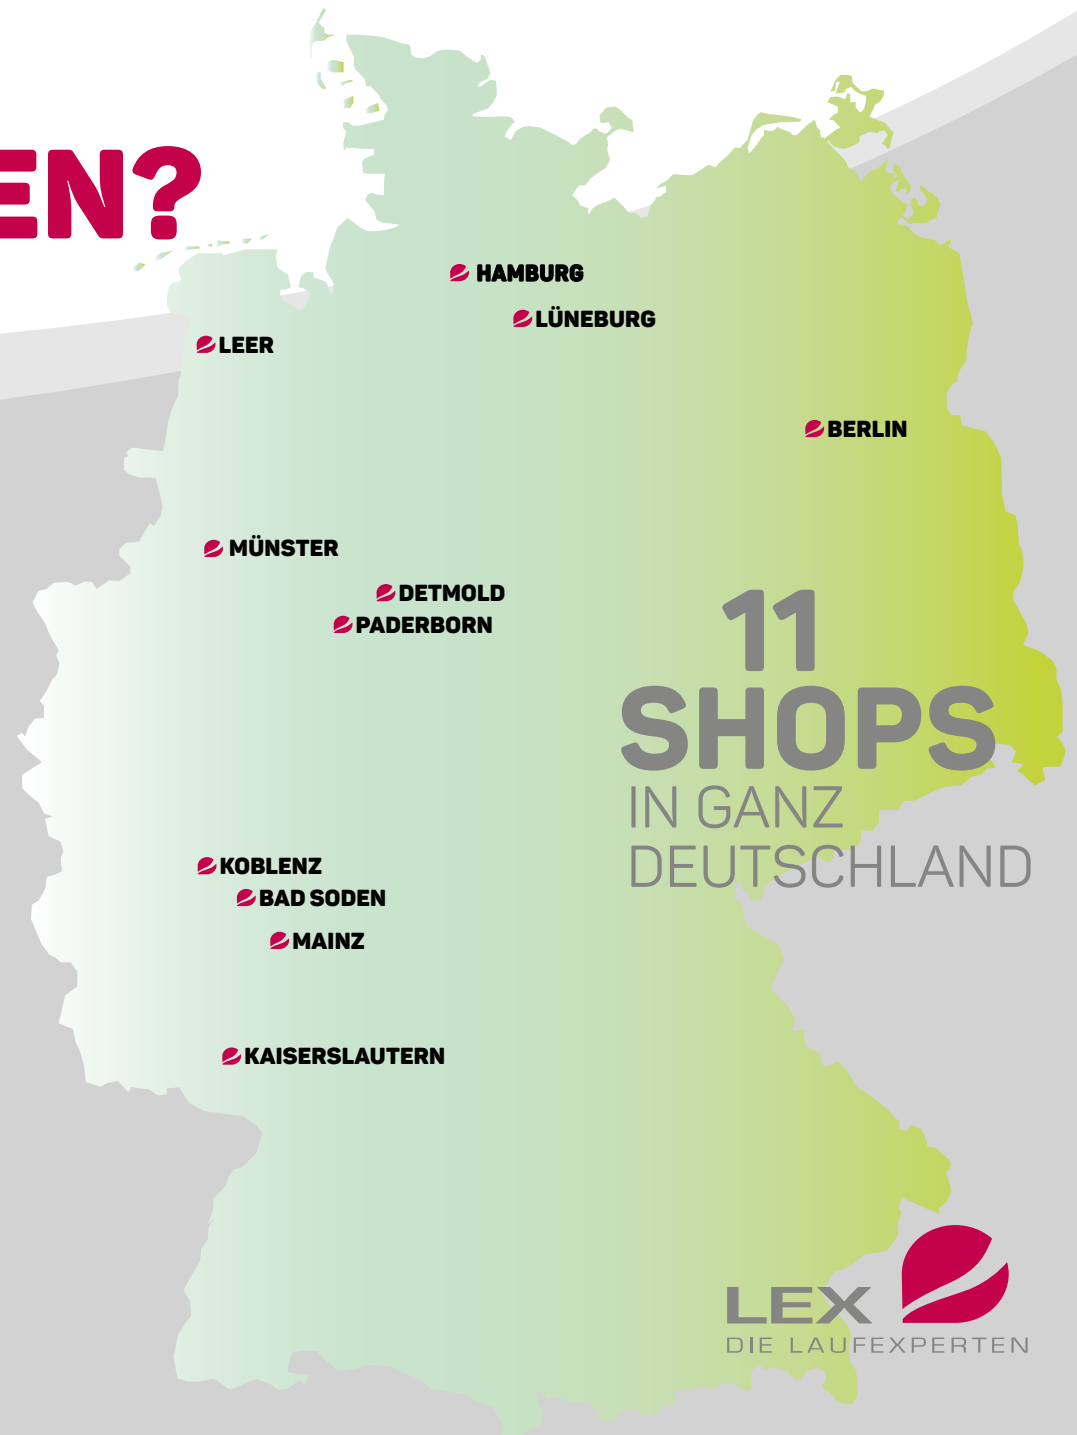 EN?
HAMBURG
LÜNEBURG
LEER
BERLIN
MÜNSTER
DETMOLD
PADERBORN
11
SHOPS
IN GANZ
DEUTSCHLAND
KOBLENZ
BAD SODEN
MAINZ
KAISERSLAUTERN
LEX
DIE LAUFEXPERTEN